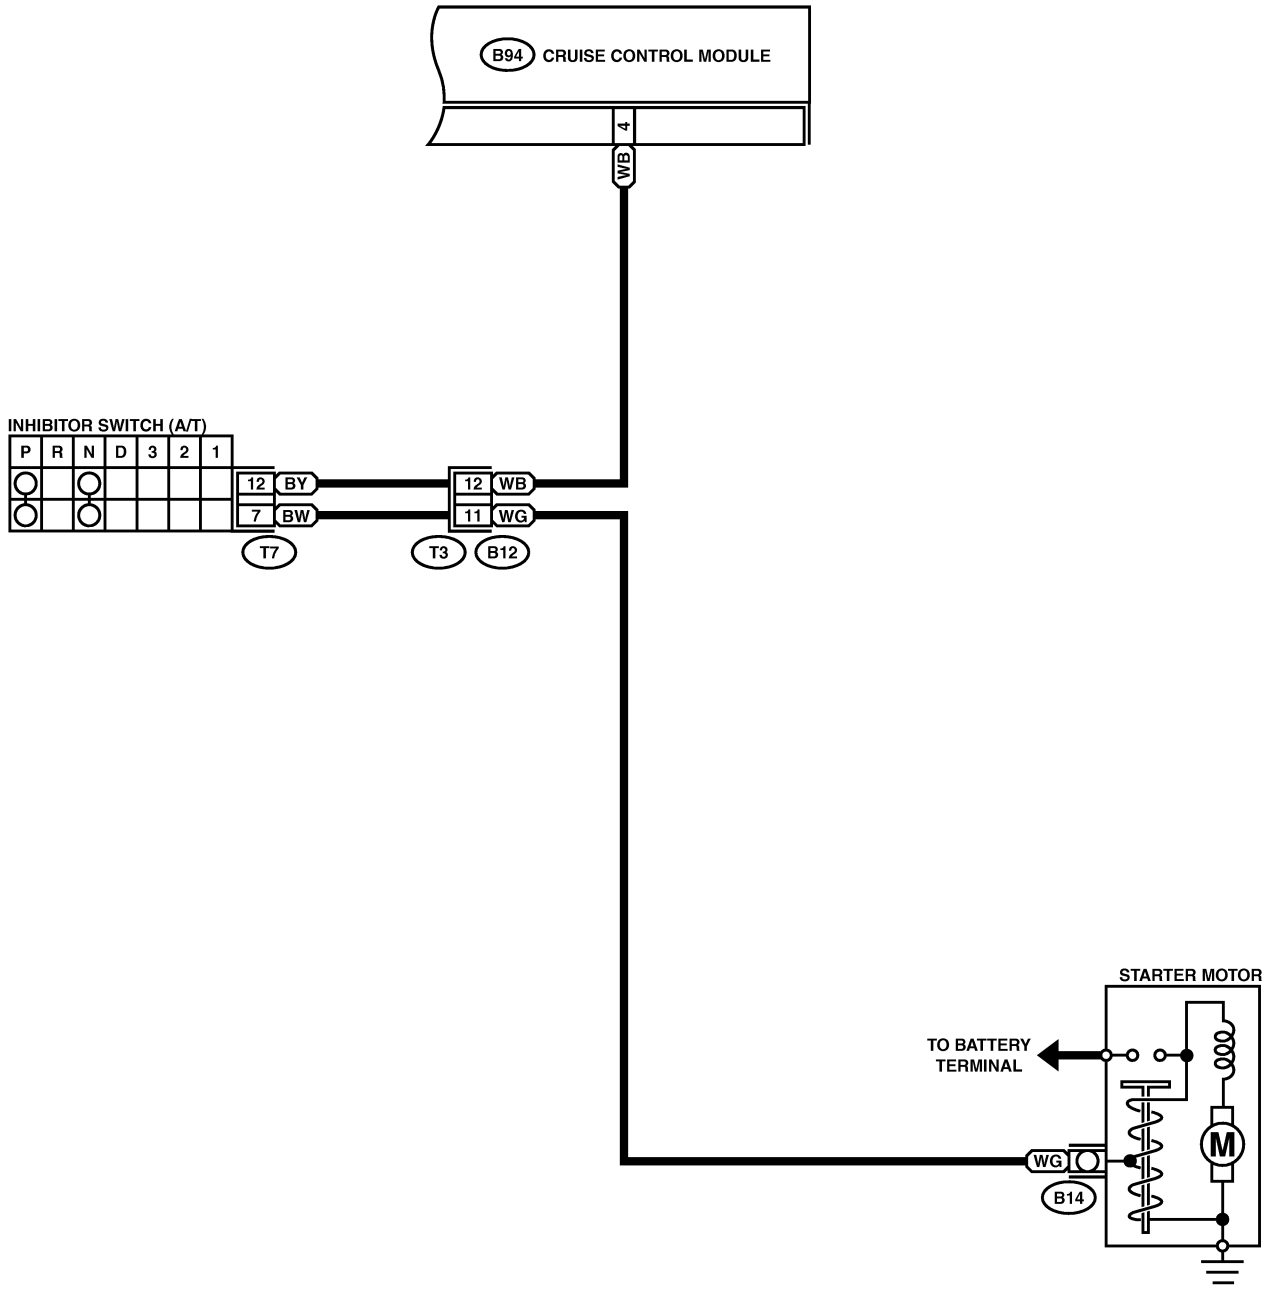 B94 CRUISE CONTROL MODULE
4
WB
INHIBITOR SWITCH (A/T)
P R N D 3 2 1
12 BY 12 WB
7 BW 11 WG
T7 T3 B12
STARTER MOTOR
TO BATTERY
TERMINAL
M
WG
B14